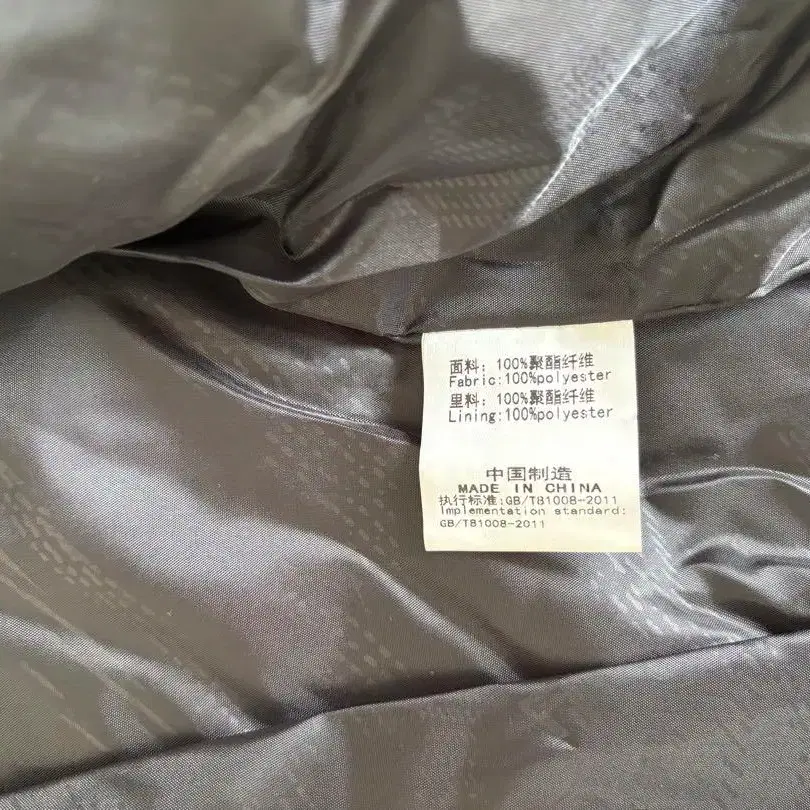 面料：100%聚酯纤维
Fabric:100%polyester
里料：100%聚酯纤维
Lining:100%polyester
中国制造
MADE IN CHINA
执行标准:GB/T81008-2011
Implementation standard:
GB/T81008-2011